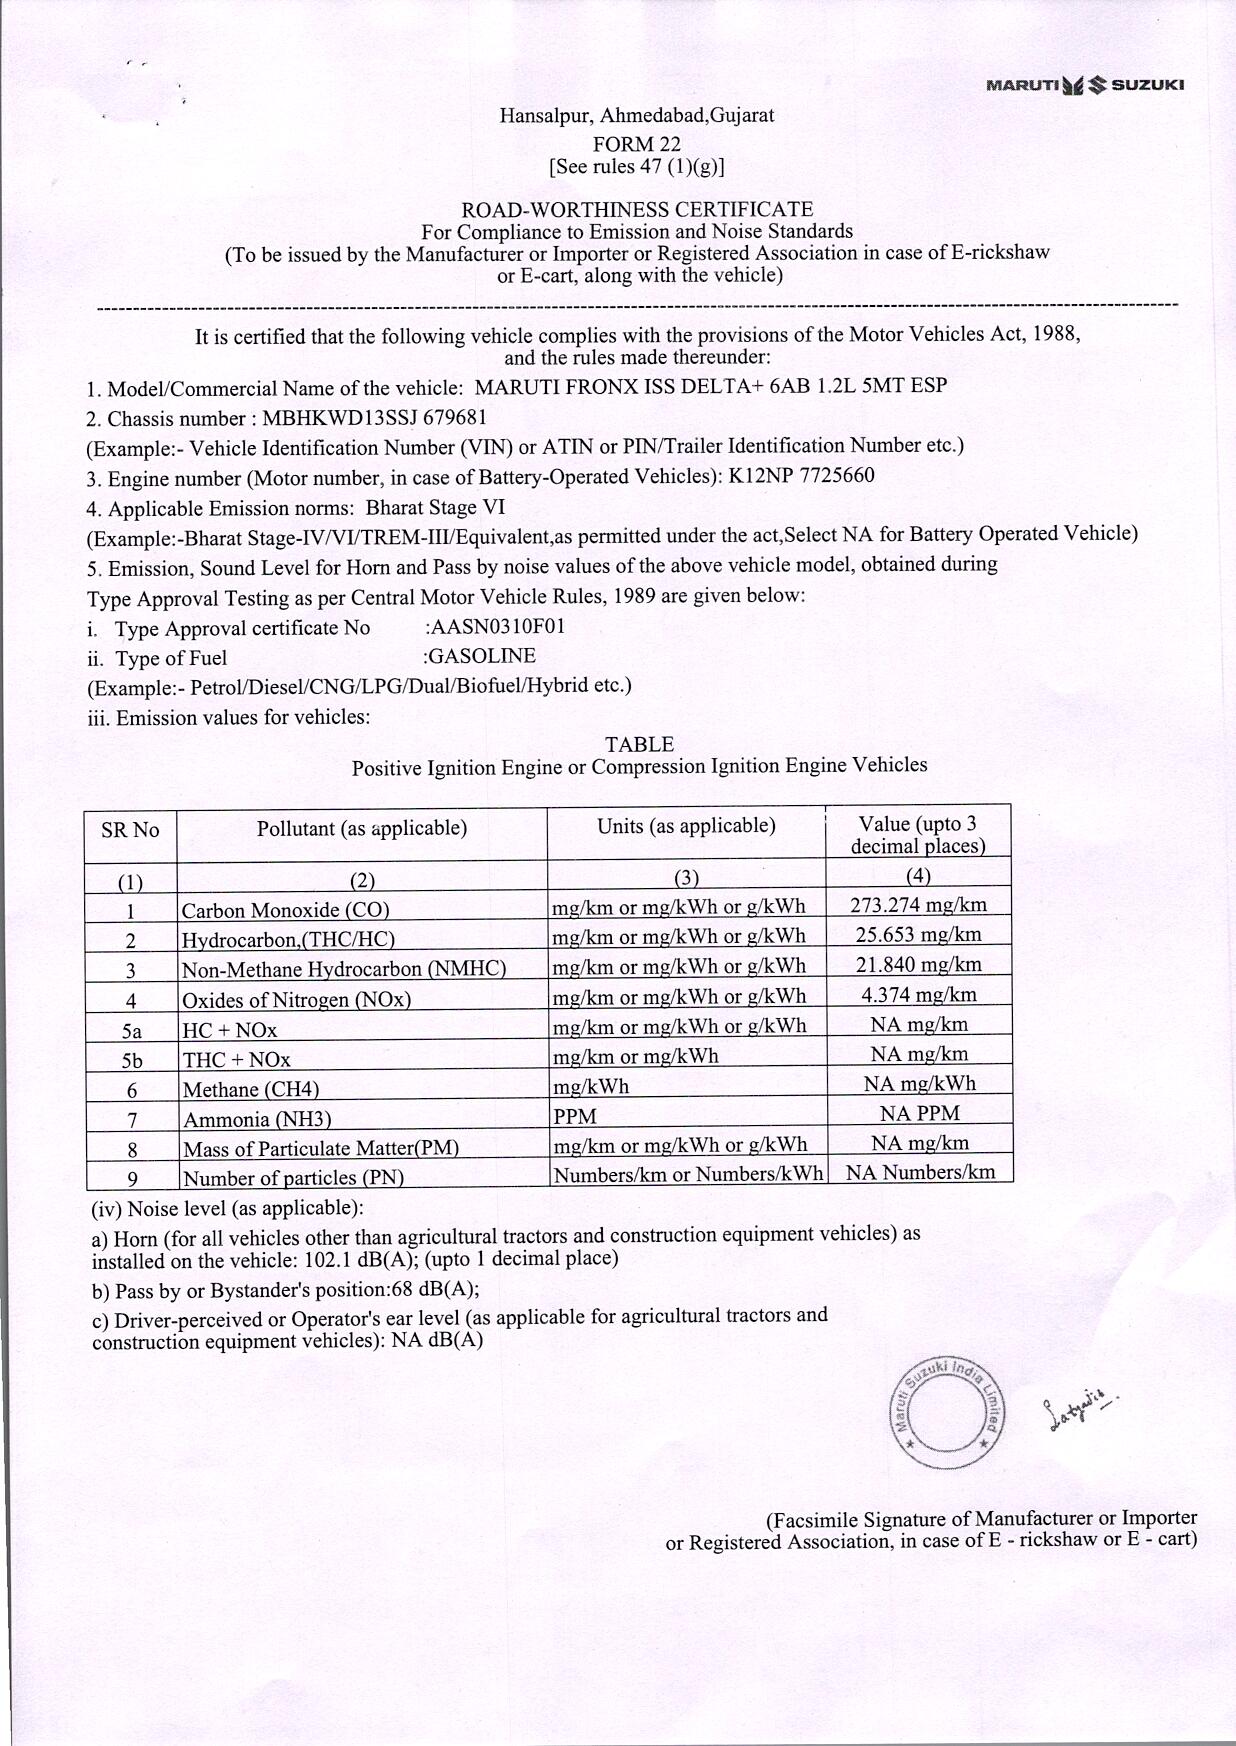 MARUTI SUZUKI
Hansalpur, Ahmedabad,Gujarat
FORM 22
[See rules 47 (1)(g)]
ROAD-WORTHINESS CERTIFICATE
For Compliance to Emission and Noise Standards
(To be issued by the Manufacturer or Importer or Registered Association in case of E-rickshaw
or E-cart, along with the vehicle)
It is certified that the following vehicle complies with the provisions of the Motor Vehicles Act, 1988,
and the rules made thereunder:
1. Model/Commercial Name of the vehicle: MARUTI FRONX ISS DELTA+ 6AB 1.2L 5MT ESP
2. Chassis number : MBHKWD13SSJ 679681
(Example:- Vehicle Identification Number (VIN) or ATIN or PIN/Trailer Identification Number etc.)
3. Engine number (Motor number, in case of Battery-Operated Vehicles): K12NP 7725660
4. Applicable Emission norms: Bharat Stage VI
(Example:-Bharat Stage-IV/VI/TREM-III/Equivalent,as permitted under the act,Select NA for Battery Operated Vehicle)
5. Emission, Sound Level for Horn and Pass by noise values of the above vehicle model, obtained during
Type Approval Testing as per Central Motor Vehicle Rules, 1989 are given below:
i. Type Approval certificate No :AASN0310F01
ii. Type of Fuel :GASOLINE
(Example:- Petrol/Diesel/CNG/LPG/Dual/Biofuel/Hybrid etc.)
iii. Emission values for vehicles:
TABLE
Positive Ignition Engine or Compression Ignition Engine Vehicles
SR No Pollutant (as applicable) Units (as applicable) Value (upto 3
decimal places)
(1) (2) (3) (4)
1 Carbon Monoxide (CO) mg/km or mg/kWh or g/kWh 273.274 mg/km
2 Hydrocarbon,(THC/HC) mg/km or mg/kWh or g/kWh 25.653 mg/km
3 Non-Methane Hydrocarbon (NMHC) mg/km or mg/kWh or g/kWh 21.840 mg/km
4 Oxides of Nitrogen (NOx) mg/km or mg/kWh or g/kWh 4.374 mg/km
5a HC + NOx mg/km or mg/kWh or g/kWh NA mg/km
5b THC + NOx mg/km or mg/kWh NA mg/km
6 Methane (CH4) mg/kWh NA mg/kWh
7 Ammonia (NH3) PPM NA PPM
8 Mass of Particulate Matter(PM) mg/km or mg/kWh or g/kWh NA mg/km
9 Number of particles (PN) Numbers/km or Numbers/kWh NA Numbers/km
(iv) Noise level (as applicable):
a) Horn (for all vehicles other than agricultural tractors and construction equipment vehicles) as
installed on the vehicle: 102.1 dB(A); (upto 1 decimal place)
b) Pass by or Bystander's position:68 dB(A);
c) Driver-perceived or Operator's ear level (as applicable for agricultural tractors and
construction equipment vehicles): NA dB(A)
★ Maruti Suzuki India Limited ★
(Facsimile Signature of Manufacturer or Importer
or Registered Association, in case of E - rickshaw or E - cart)